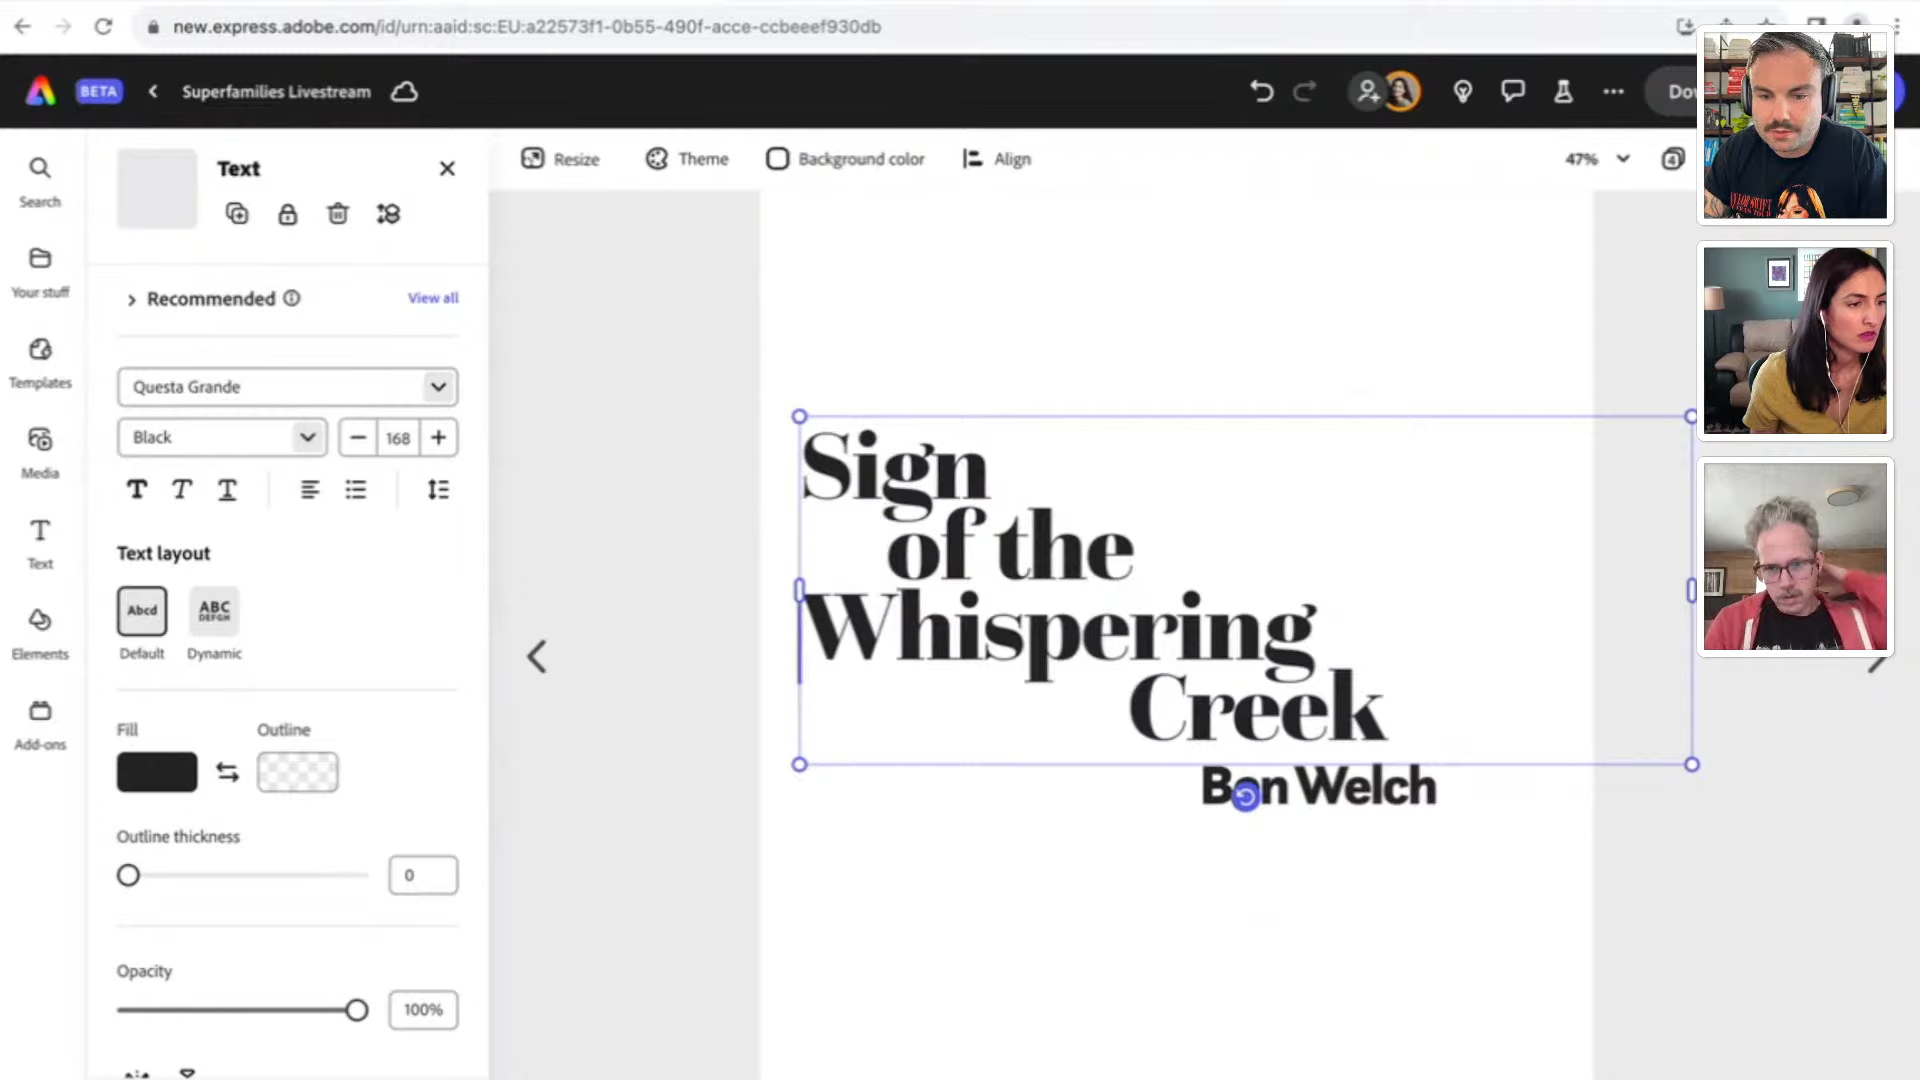 new.express.adobe.com/id/urn:aaid:sc:EU:a22573f1-0b55-490f-acce-ccbeeef930db
BETA
Superfamilies Livestream
Search
Your stuff
Templates
Media
Text
Elements
Add-ons
Text
Recommended
View all
Questa Grande
Black
168
Text layout
Abcd
ABC
DEFGH
Default
Dynamic
Fill
Outline
Outline thickness
0
Opacity
100%
Resize
Theme
Background color
Align
47%
4
Sign
of the
Whispering
Creek
Welch